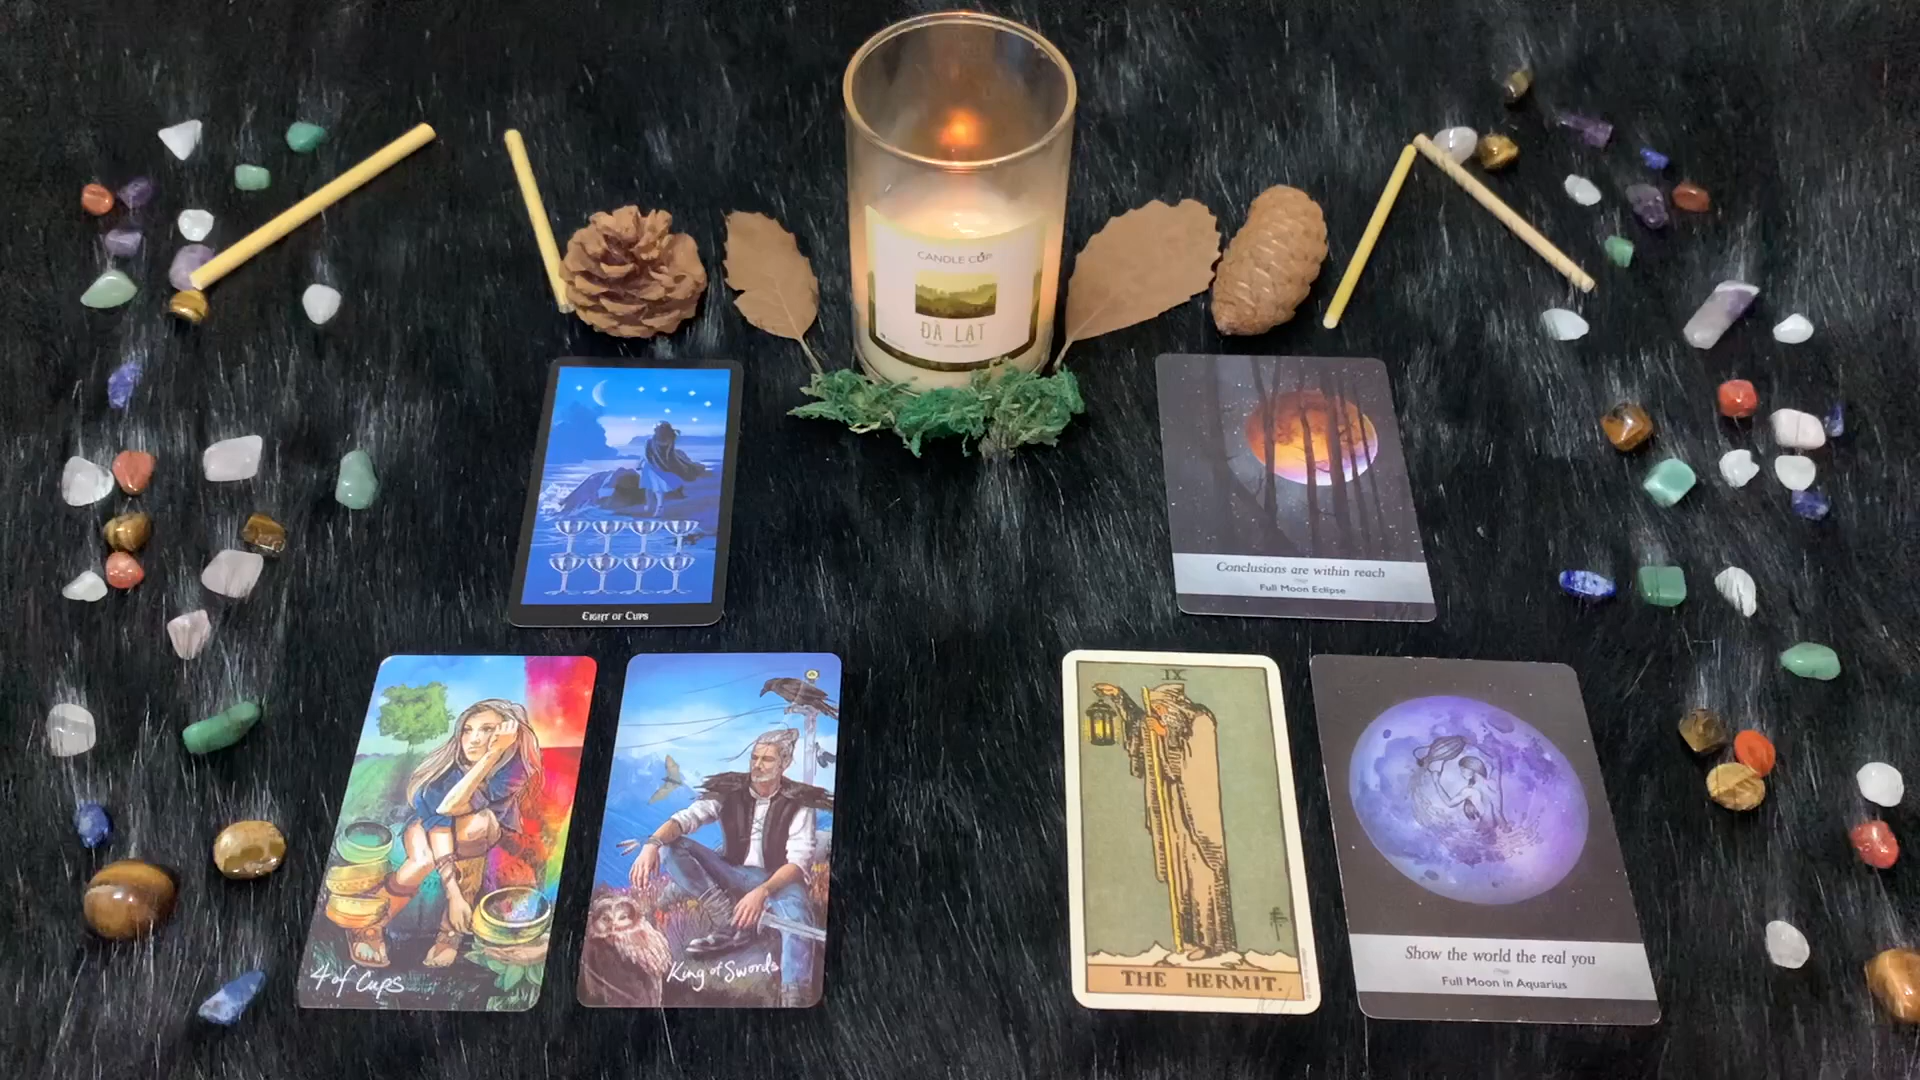 CANDLE CUP
ĐÀ LẠT
Eight of Cups
Conclusions are within reach
Full Moon Eclipse
4 of Cups
King of Swords
IX
THE HERMIT.
Show the world the real you
Full Moon in Aquarius